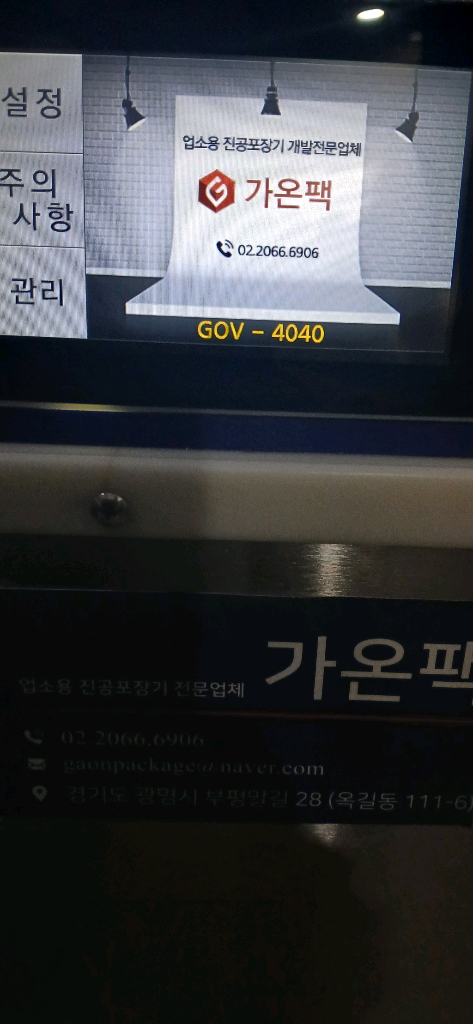 설정
주의
사항
관리
업소용 진공포장기 개발전문업체
가온팩
02.2066.6906
GOV - 4040
가온팩
업소용 진공포장기 전문업체
02.2066.6906
gaonpackage@naver.com
경기도 광명시 부평말길 28 (옥길동 111-6)